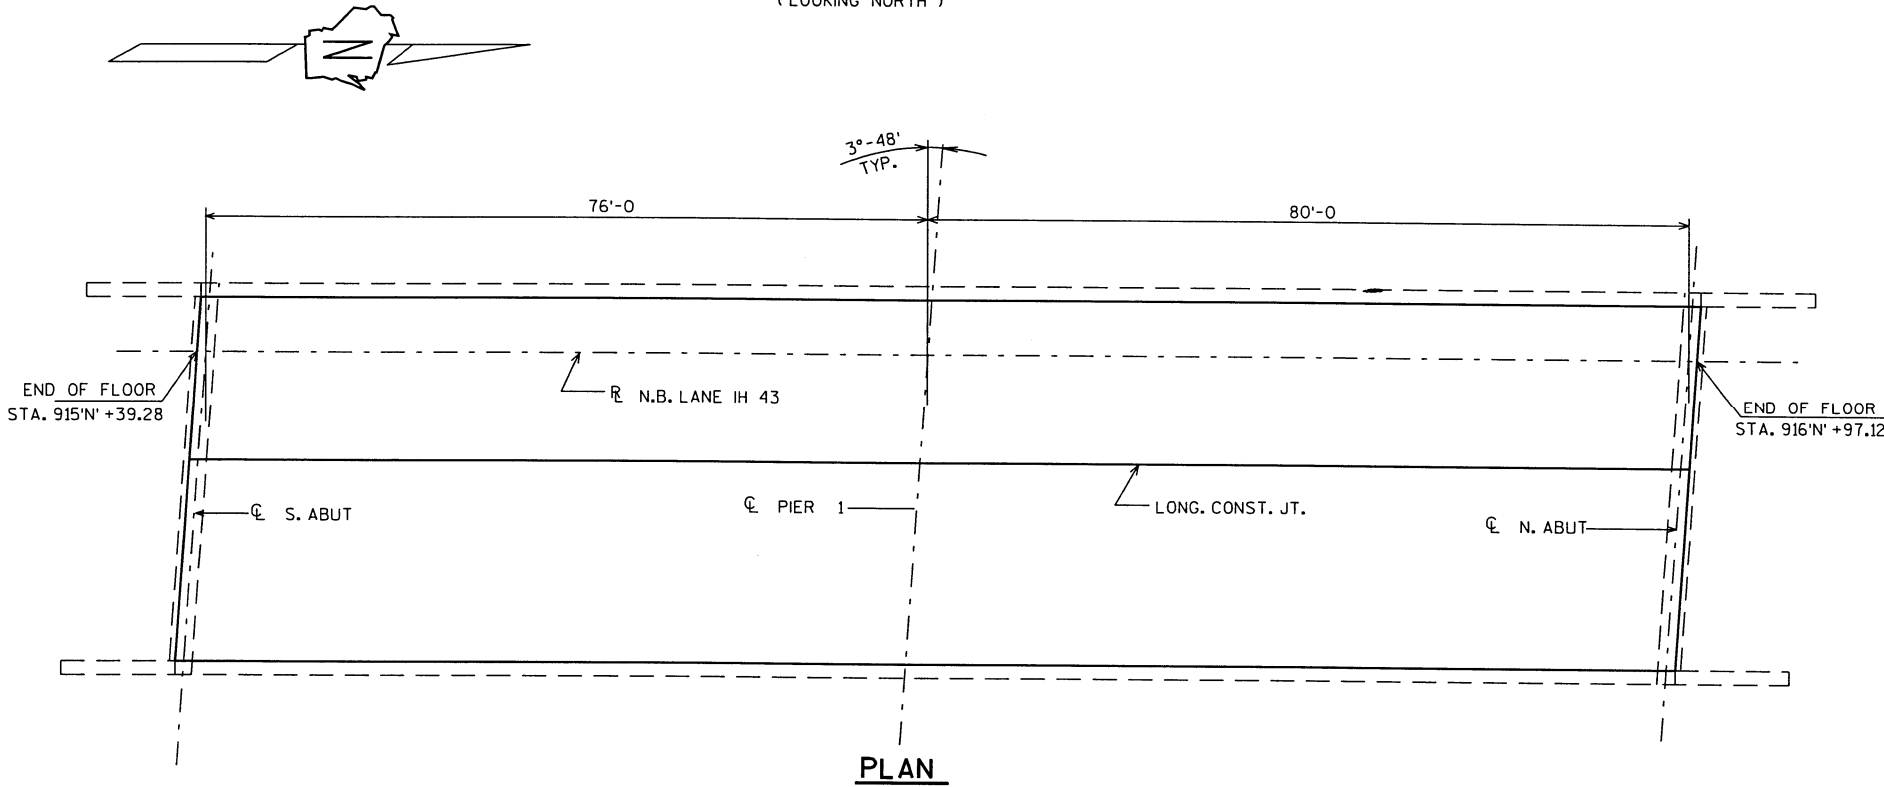 ( LOOKING NORTH )
N
3°-48'
TYP.
76'-0
80'-0
END OF FLOOR
STA. 915'N' +39.28
℄ S. ABUT
N.B. LANE IH 43
℄ PIER 1
LONG. CONST. JT.
℄ N. ABUT
END OF FLOOR
STA. 916'N' +97.12
PLAN